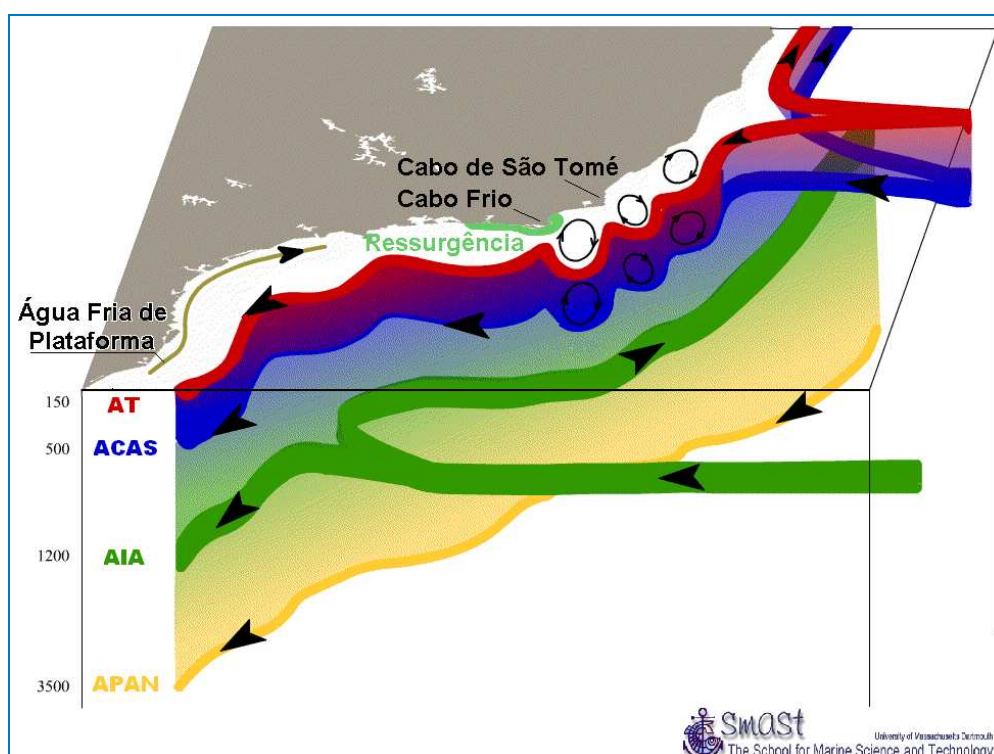 Cabo de São Tomé
Cabo Frio
Ressurgência
Água Fria de
Plataforma
150
AT
500
ACAS
1200
AIA
3500
APAN
SmaSt
University of Massachusetts Dartmouth
The School for Marine Science and Technology